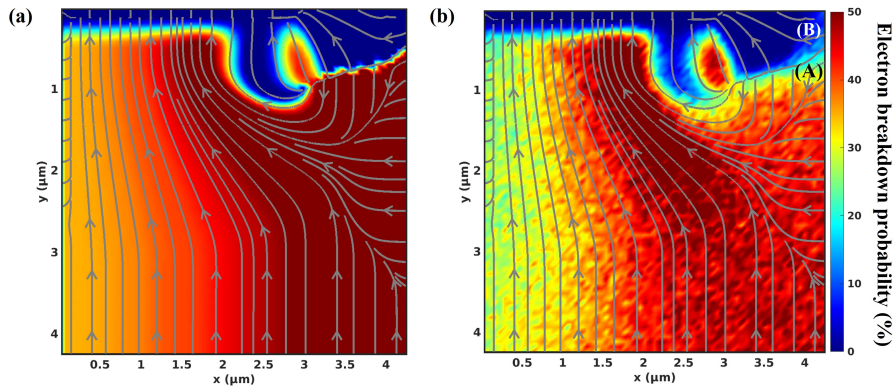 (a)
1
2
3
4
y (μm)
0.5 1 1.5 2 2.5 3 3.5 4
x (μm)
(b)
(B)
(A)
1
2
3
4
y (μm)
0.5 1 1.5 2 2.5 3 3.5 4
x (μm)
50
40
30
20
10
0
Electron breakdown probability (%)